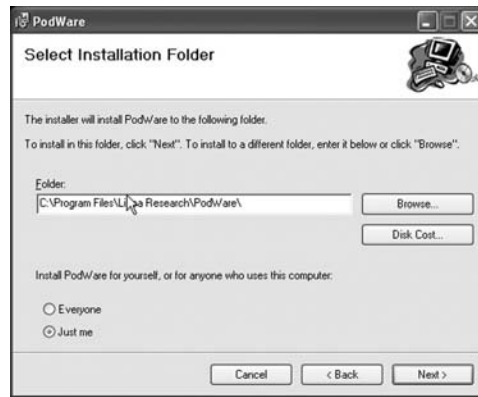 PodWare
Select Installation Folder
The installer will install PodWare to the following folder.
To install in this folder, click "Next". To install to a different folder, enter it below or click "Browse".
Folder:
C:\Program Files\ Research\PodWare\
Browse...
Disk Cost...
Install PodWare for yourself, or for anyone who uses this computer:
Everyone
Just me
Cancel
< Back
Next >